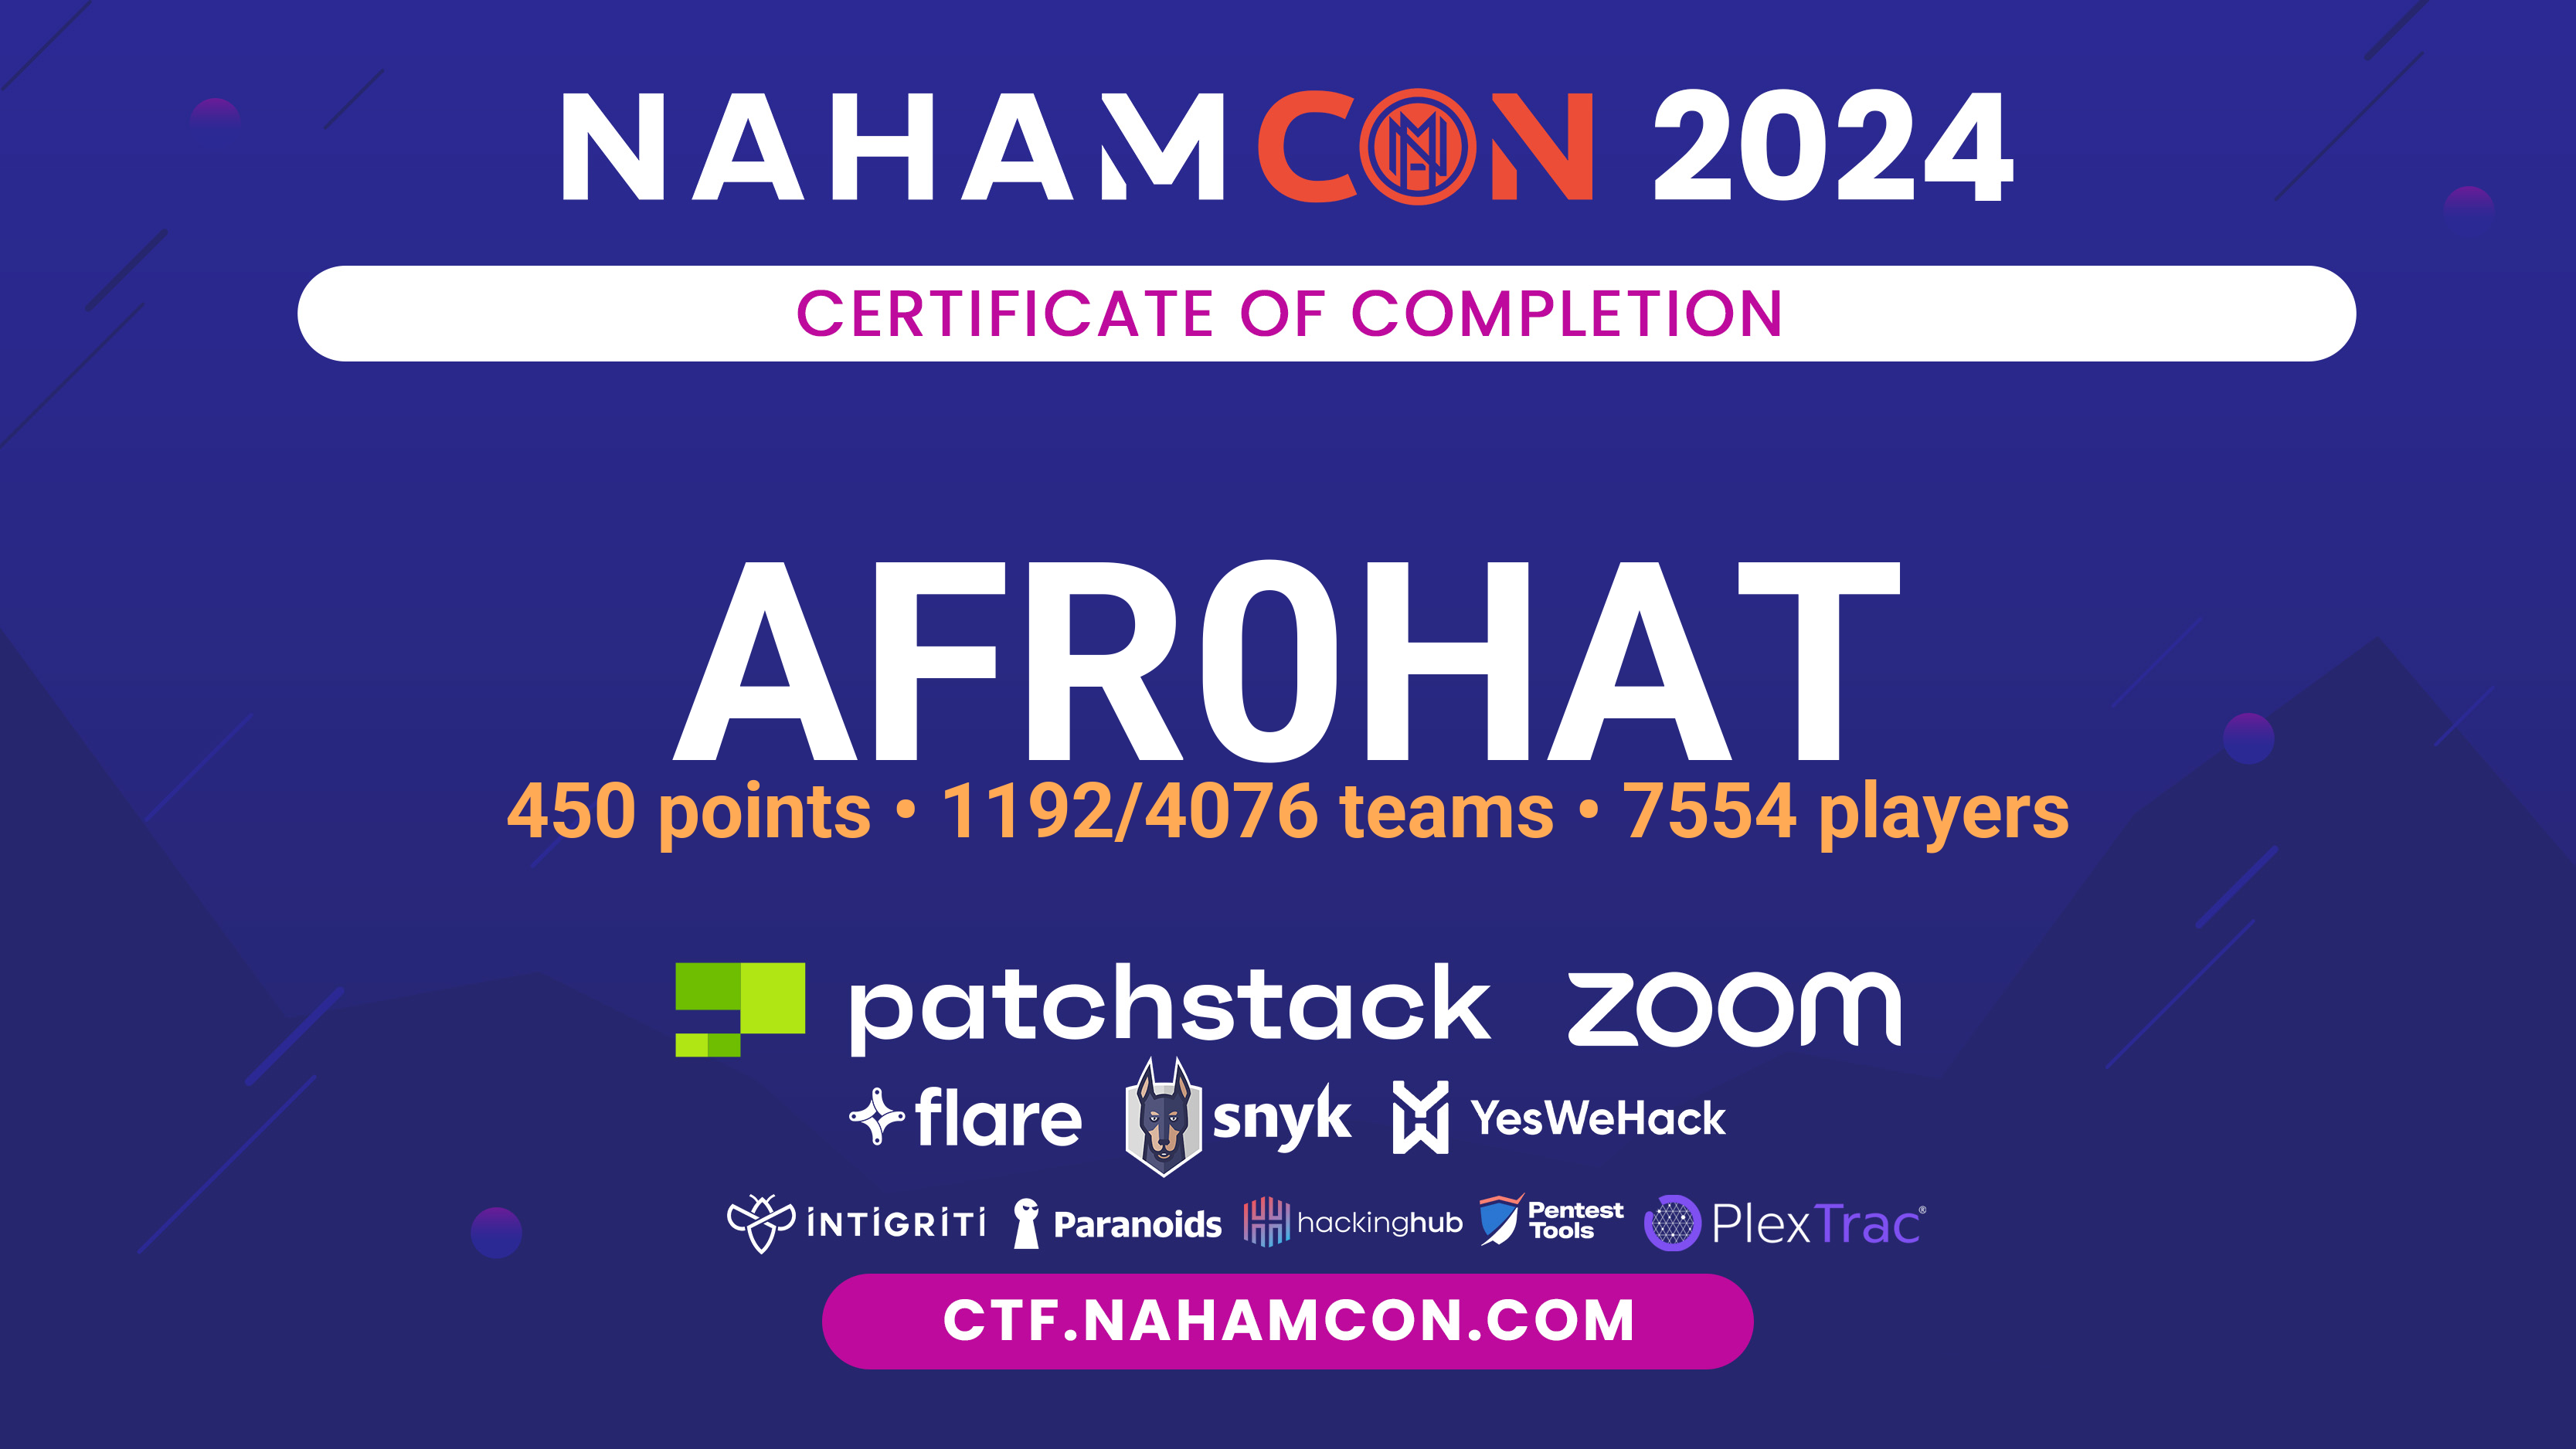 NAHAMCON 2024
CERTIFICATE OF COMPLETION
AFR0HAT
450 points • 1192/4076 teams • 7554 players
patchstack zoom
flare snyk YesWeHack
INTIGRITI Paranoids hackinghub Pentest Tools PlexTrac®
CTF.NAHAMCON.COM